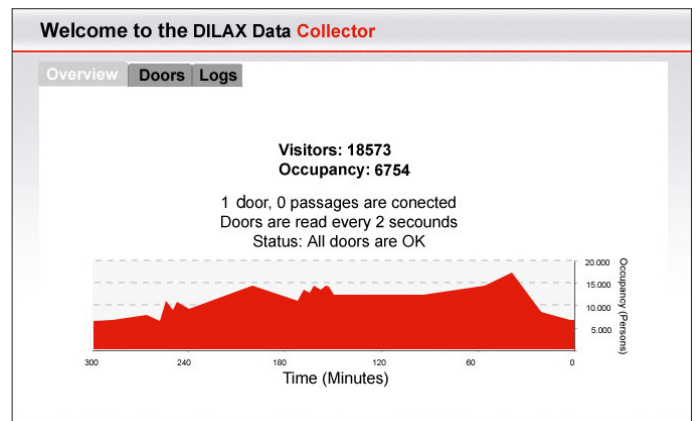 Welcome to the DILAX Data Collector
Overview Doors Logs
Visitors: 18573
Occupancy: 6754
1 door, 0 passages are conected
Doors are read every 2 secounds
Status: All doors are OK
20.000
15.000
10.000
5.000
Occupancy (Persons)
300 240 180 120 60 0
Time (Minutes)